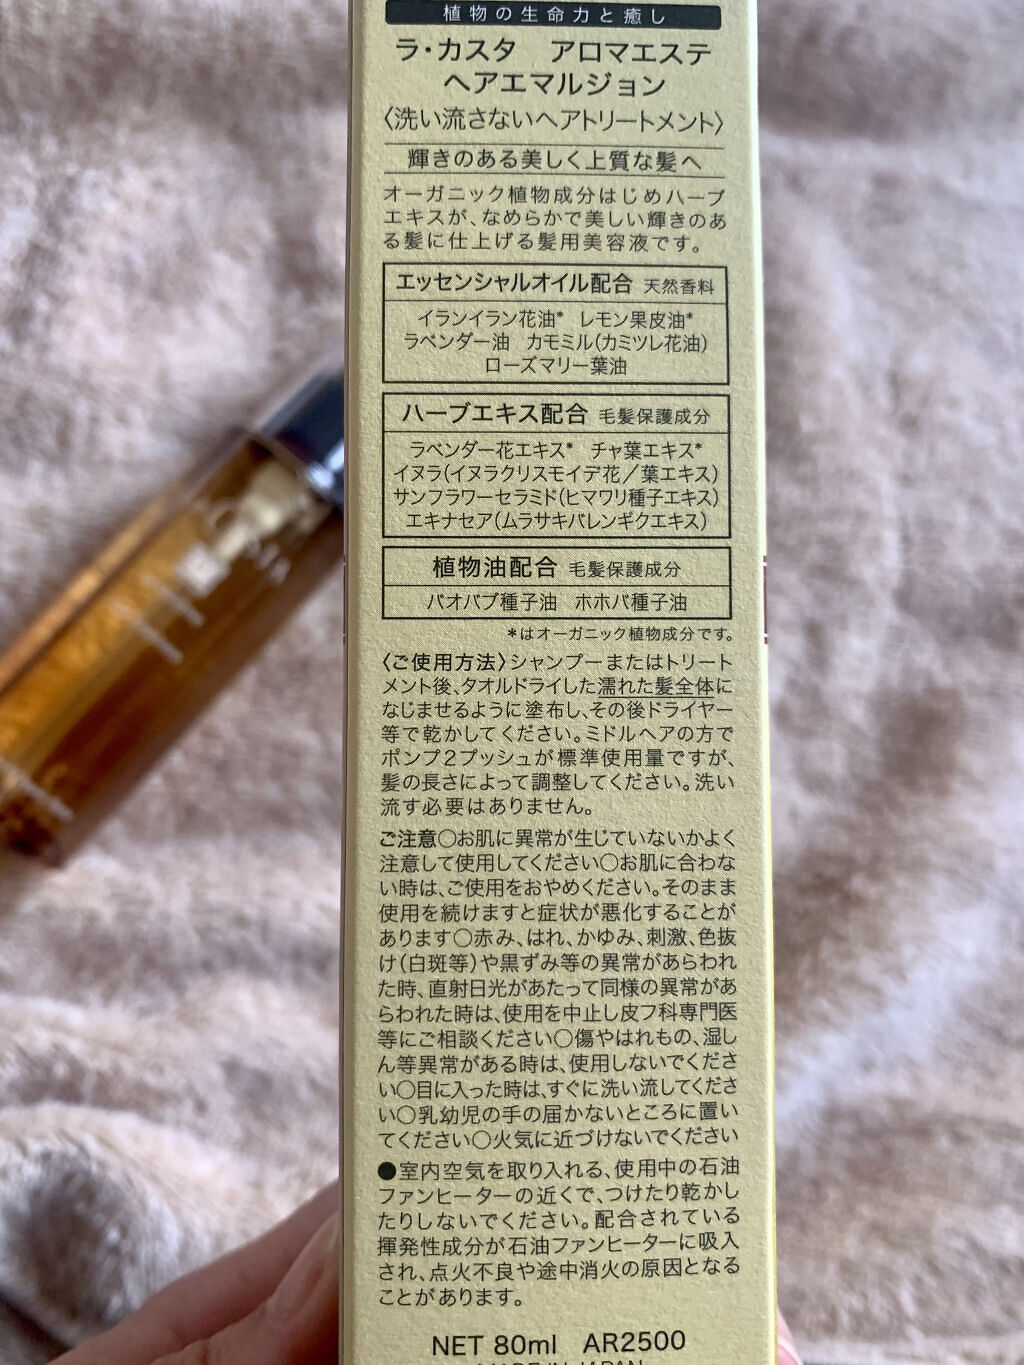 植物の生命力と癒し
ラ・カスタ　アロマエステ
ヘアエマルジョン
〈洗い流さないヘアトリートメント〉
輝きのある美しく上質な髪へ
オーガニック植物成分はじめハーブ
エキスが、なめらかで美しい輝きのあ
る髪に仕上げる髪用美容液です。
エッセンシャルオイル配合 天然香料
イランイラン花油* レモン果皮油*
ラベンダー油 カモミル(カミツレ花油)
ローズマリー葉油
ハーブエキス配合 毛髪保護成分
ラベンダー花エキス* チャ葉エキス*
イヌラ(イヌラクリスモイデ花／葉エキス)
サンフラワーセラミド(ヒマワリ種子エキス)
エキナセア(ムラサキバレンギクエキス)
植物油配合 毛髪保護成分
バオバブ種子油 ホホバ種子油
*はオーガニック植物成分です。
〈ご使用方法〉シャンプーまたはトリート
メント後、タオルドライした濡れた髪全体に
なじませるように塗布し、その後ドライヤー
等で乾かしてください。ミドルヘアの方で
ポンプ2プッシュが標準使用量ですが、
髪の長さによって調整してください。洗い
流す必要はありません。
ご注意○お肌に異常が生じていないかよく
注意して使用してください○お肌に合わな
い時は、ご使用をおやめください。そのまま
使用を続けますと症状が悪化することが
あります○赤み、はれ、かゆみ、刺激、色抜
け(白斑等)や黒ずみ等の異常があらわれ
た時、直射日光があたって同様の異常があ
らわれた時は、使用を中止し皮フ科専門医
等にご相談ください○傷やはれもの、湿し
ん等異常がある時は、使用しないでくださ
い○目に入った時は、すぐに洗い流してくださ
い○乳幼児の手の届かないところに置い
てください○火気に近づけないでください
●室内空気を取り入れる、使用中の石油
ファンヒーターの近くで、つけたり乾かし
たりしないでください。配合されている
揮発性成分が石油ファンヒーターに吸入
され、点火不良や途中消火の原因となる
ことがあります。
NET 80ml AR2500